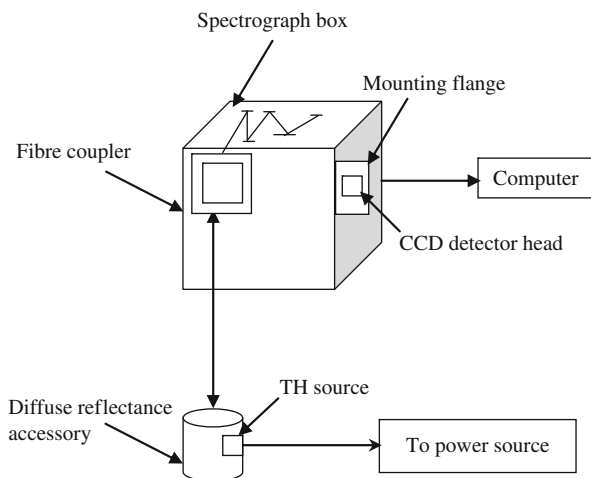 Spectrograph box
Mounting flange
Fibre coupler
Computer
CCD detector head
TH source
Diffuse reflectance
accessory
To power source